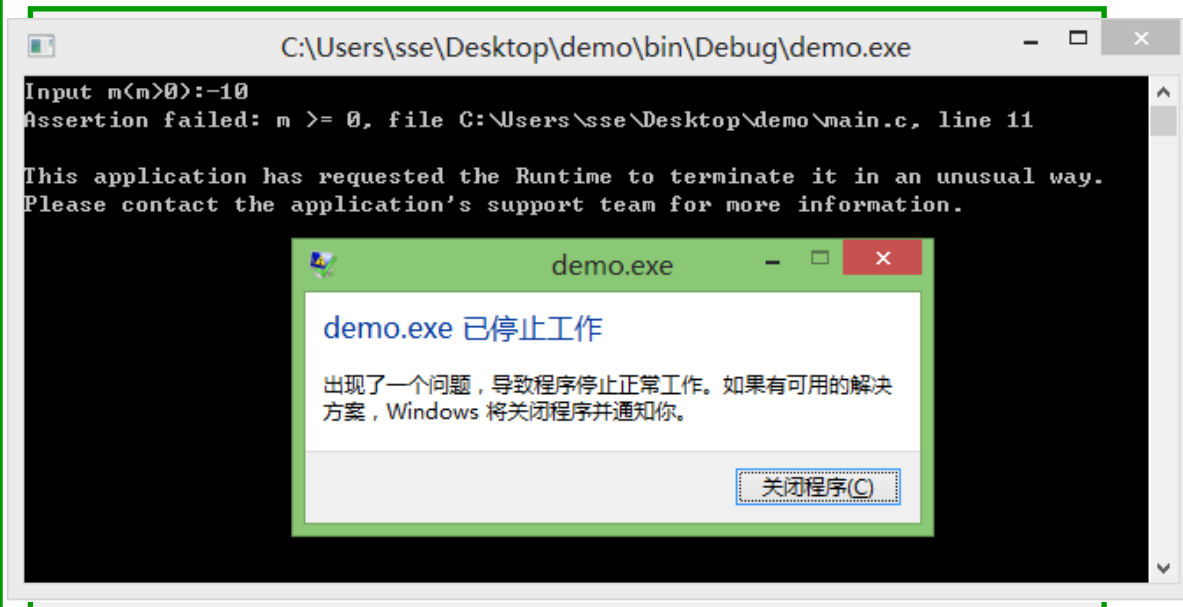 C:\Users\sse\Desktop\demo\bin\Debug\demo.exe
Input m(m>0):-10
Assertion failed: m >= 0, file C:\Users\sse\Desktop\demo\main.c, line 11
This application has requested the Runtime to terminate it in an unusual way.
Please contact the application's support team for more information.
demo.exe
demo.exe 已停止工作
出现了一个问题，导致程序停止正常工作。如果有可用的解决
方案，Windows 将关闭程序并通知你。
关闭程序(C)